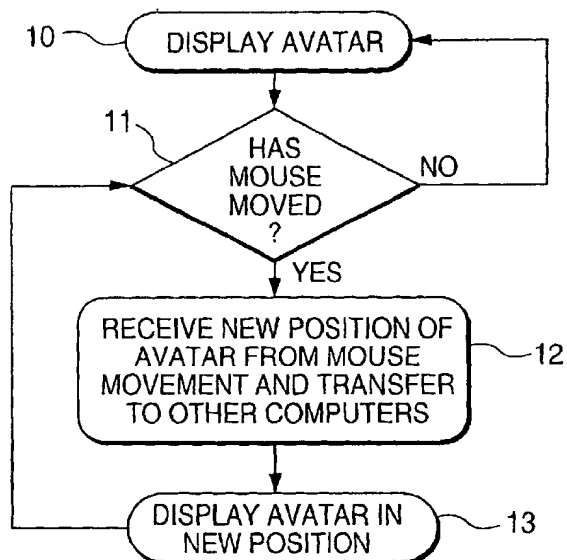 10
DISPLAY AVATAR
11
HAS
MOUSE
MOVED
?
NO
YES
RECEIVE NEW POSITION OF
AVATAR FROM MOUSE
MOVEMENT AND TRANSFER
TO OTHER COMPUTERS
12
DISPLAY AVATAR IN
NEW POSITION
13